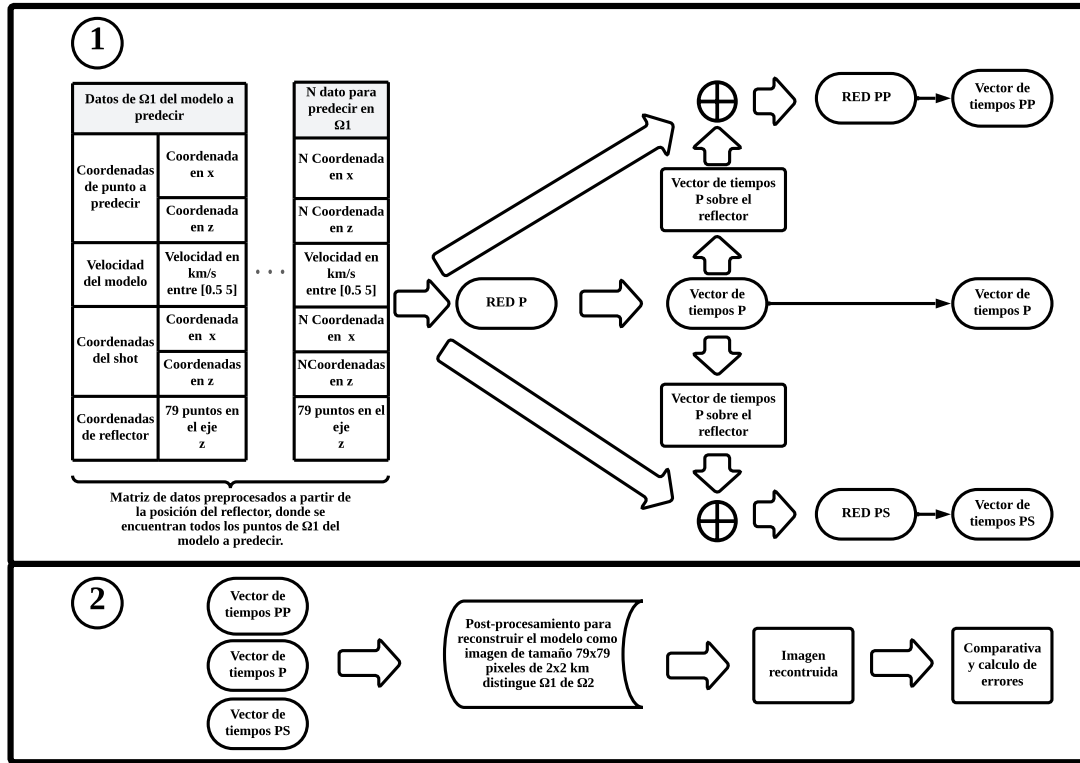 1
Datos de Ω1 del modelo a
predecir
Coordenadas
de punto a
predecir
Coordenada
en x
Coordenada
en z
Velocidad
del modelo
Velocidad en
km/s
entre [0.5 5]
Coordenadas
del shot
Coordenada
en x
Coordenadas
en z
Coordenadas
de reflector
79 puntos en
el eje
z
. . .
N dato para
predecir en
Ω1
N Coordenada
en x
N Coordenada
en z
Velocidad en
km/s
entre [0.5 5]
N Coordenada
en x
NCoordenadas
en z
79 puntos en el
eje
z
Matriz de datos preprocesados a partir de
la posición del reflector, donde se
encuentran todos los puntos de Ω1 del
modelo a predecir.
RED P
RED PP
Vector de
tiempos PP
Vector de tiempos
P sobre el
reflector
Vector de
tiempos P
Vector de
tiempos P
Vector de tiempos
P sobre el
reflector
RED PS
Vector de
tiempos PS
2
Vector de
tiempos PP
Vector de
tiempos P
Vector de
tiempos PS
Post-procesamiento para
reconstruir el modelo como
imagen de tamaño 79x79
pixeles de 2x2 km
distingue Ω1 de Ω2
Imagen
recontruida
Comparativa
y calculo de
errores